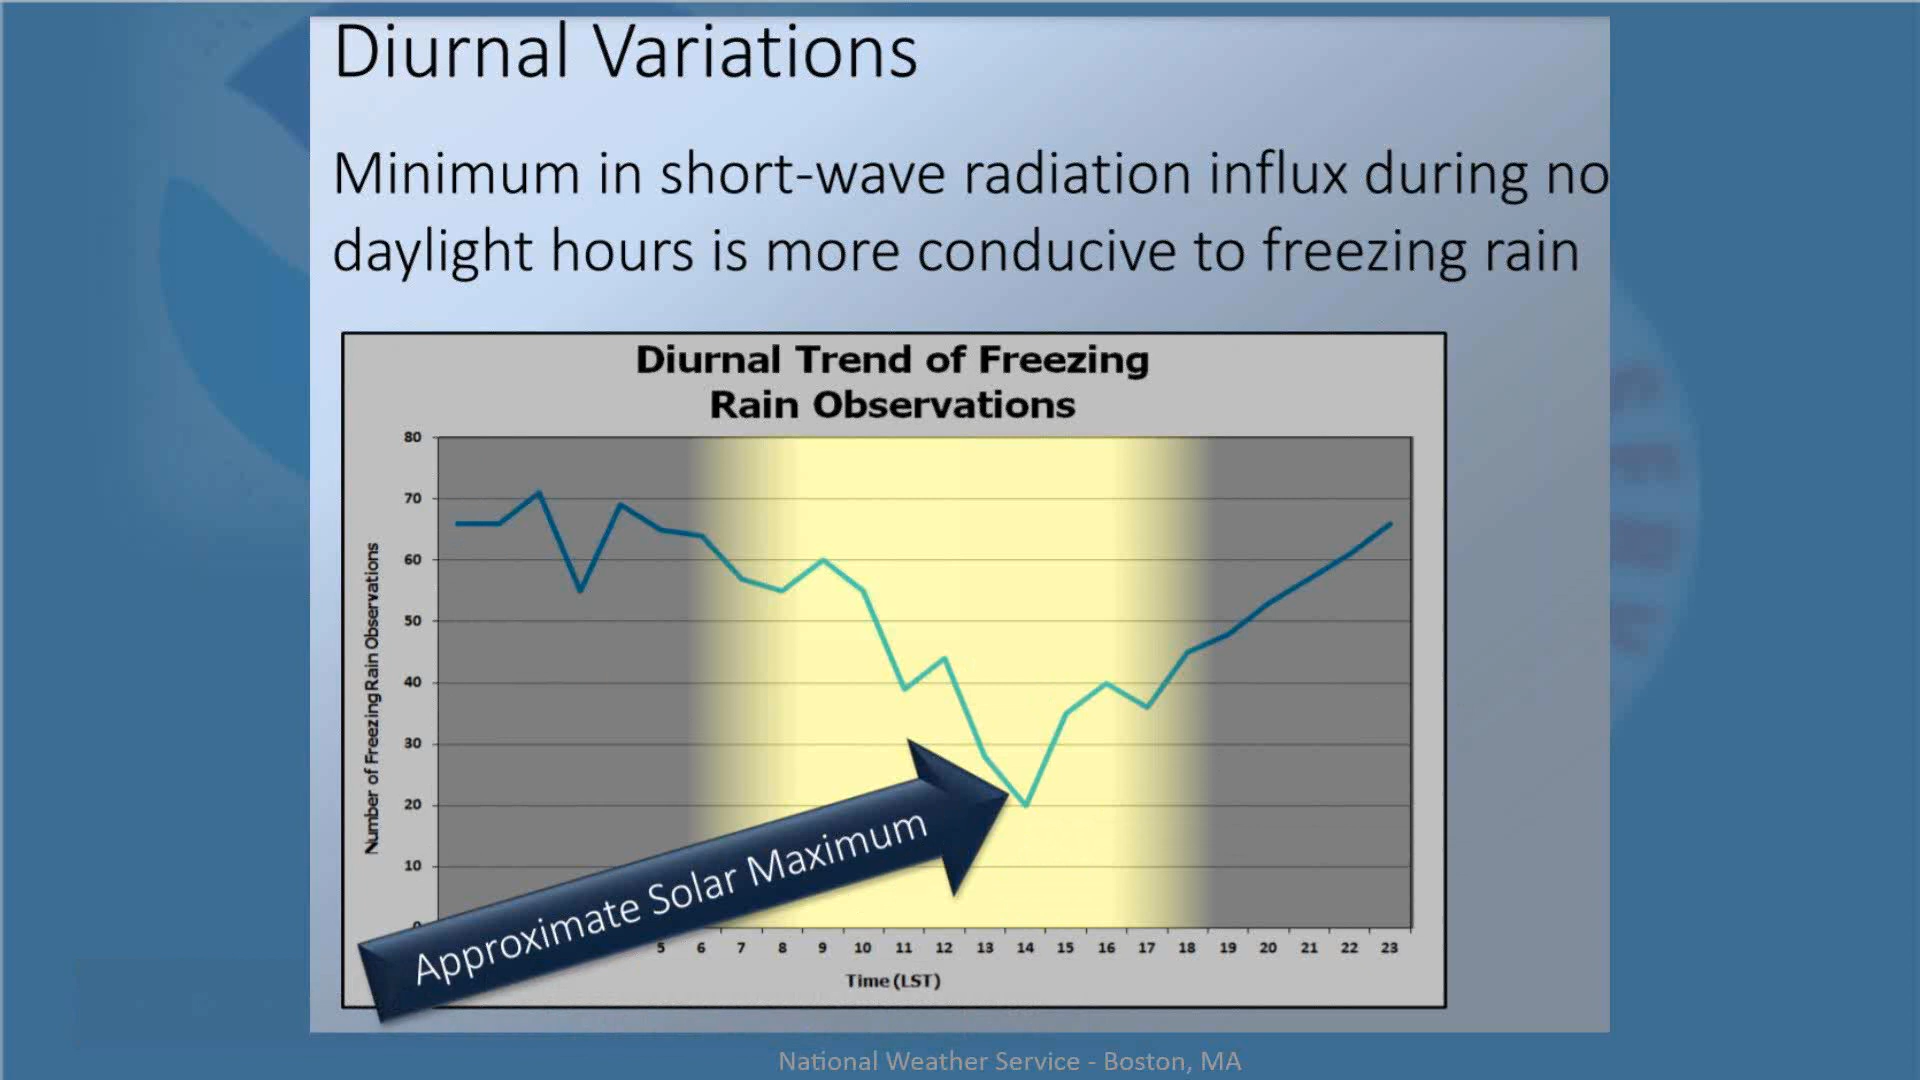 Diurnal Variations
Minimum in short-wave radiation influx during no
daylight hours is more conducive to freezing rain
Diurnal Trend of Freezing
Rain Observations
Number of Freezing Rain Observations
80
70
60
50
40
30
20
10
0
Approximate Solar Maximum
5 6 7 8 9 10 11 12 13 14 15 16 17 18 19 20 21 22 23
Time (LST)
National Weather Service - Boston, MA